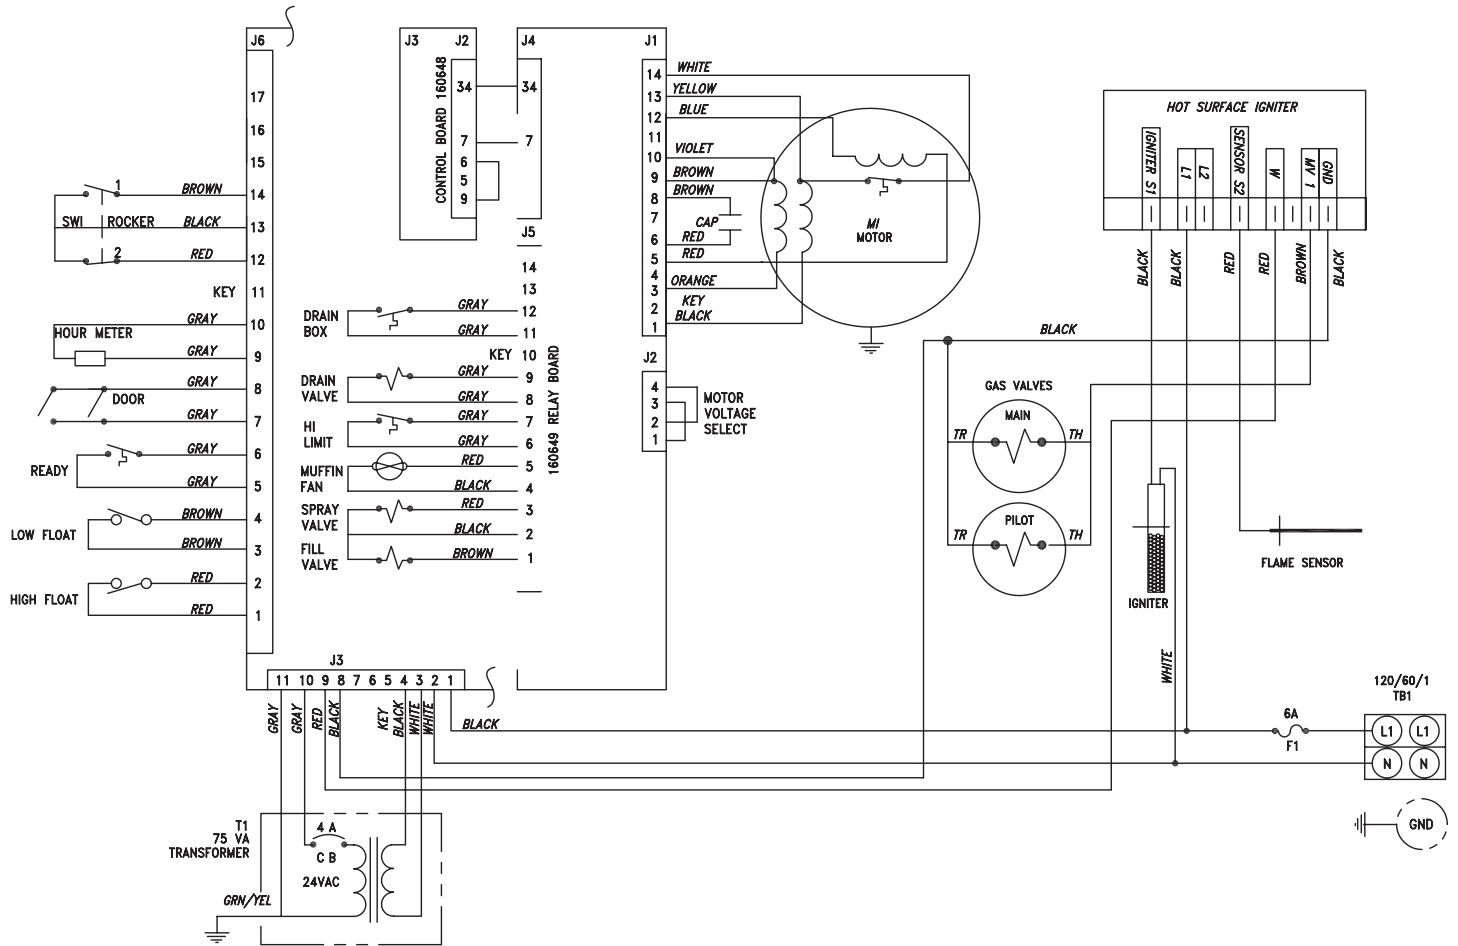 J6
17
16
15
14
13
12
11
10
9
8
7
6
5
4
3
2
1
1
BROWN
SW1 ROCKER
BLACK
2
RED
KEY
GRAY
HOUR METER
GRAY
GRAY
DOOR
GRAY
GRAY
READY
GRAY
BROWN
LOW FLOAT
BROWN
RED
HIGH FLOAT
RED
J3
J2
CONTROL BOARD 160648
34
7
6
5
9
J4
34
7
J5
14
13
12
11
10
9
8
7
6
5
4
3
2
1
160649 RELAY BOARD
DRAIN
BOX
GRAY
GRAY
KEY
DRAIN
VALVE
GRAY
GRAY
HI
LIMIT
GRAY
GRAY
MUFFIN
FAN
RED
BLACK
SPRAY
VALVE
RED
BLACK
FILL
VALVE
BROWN
J1
14
13
12
11
10
9
8
7
6
5
4
3
2
1
WHITE
YELLOW
BLUE
VIOLET
BROWN
BROWN
CAP
RED
RED
ORANGE
KEY
BLACK
M1
MOTOR
J2
4
3
2
1
MOTOR
VOLTAGE
SELECT
HOT SURFACE IGNITER
IGNITER S1
L1
L2
SENSOR S2
W
MV 1
GND
BLACK
BLACK
RED
RED
BROWN
BLACK
BLACK
GAS VALVES
MAIN
TR
TH
PILOT
TR
TH
IGNITER
FLAME SENSOR
WHITE
J3
11 10 9 8 7 6 5 4 3 2 1
GRAY
GRAY
RED
BLACK
KEY
BLACK
WHITE
WHITE
BLACK
6A
F1
120/60/1
TB1
L1 L1
N N
GND
T1
75 VA
TRANSFORMER
4 A
C B
24VAC
GRN/YEL